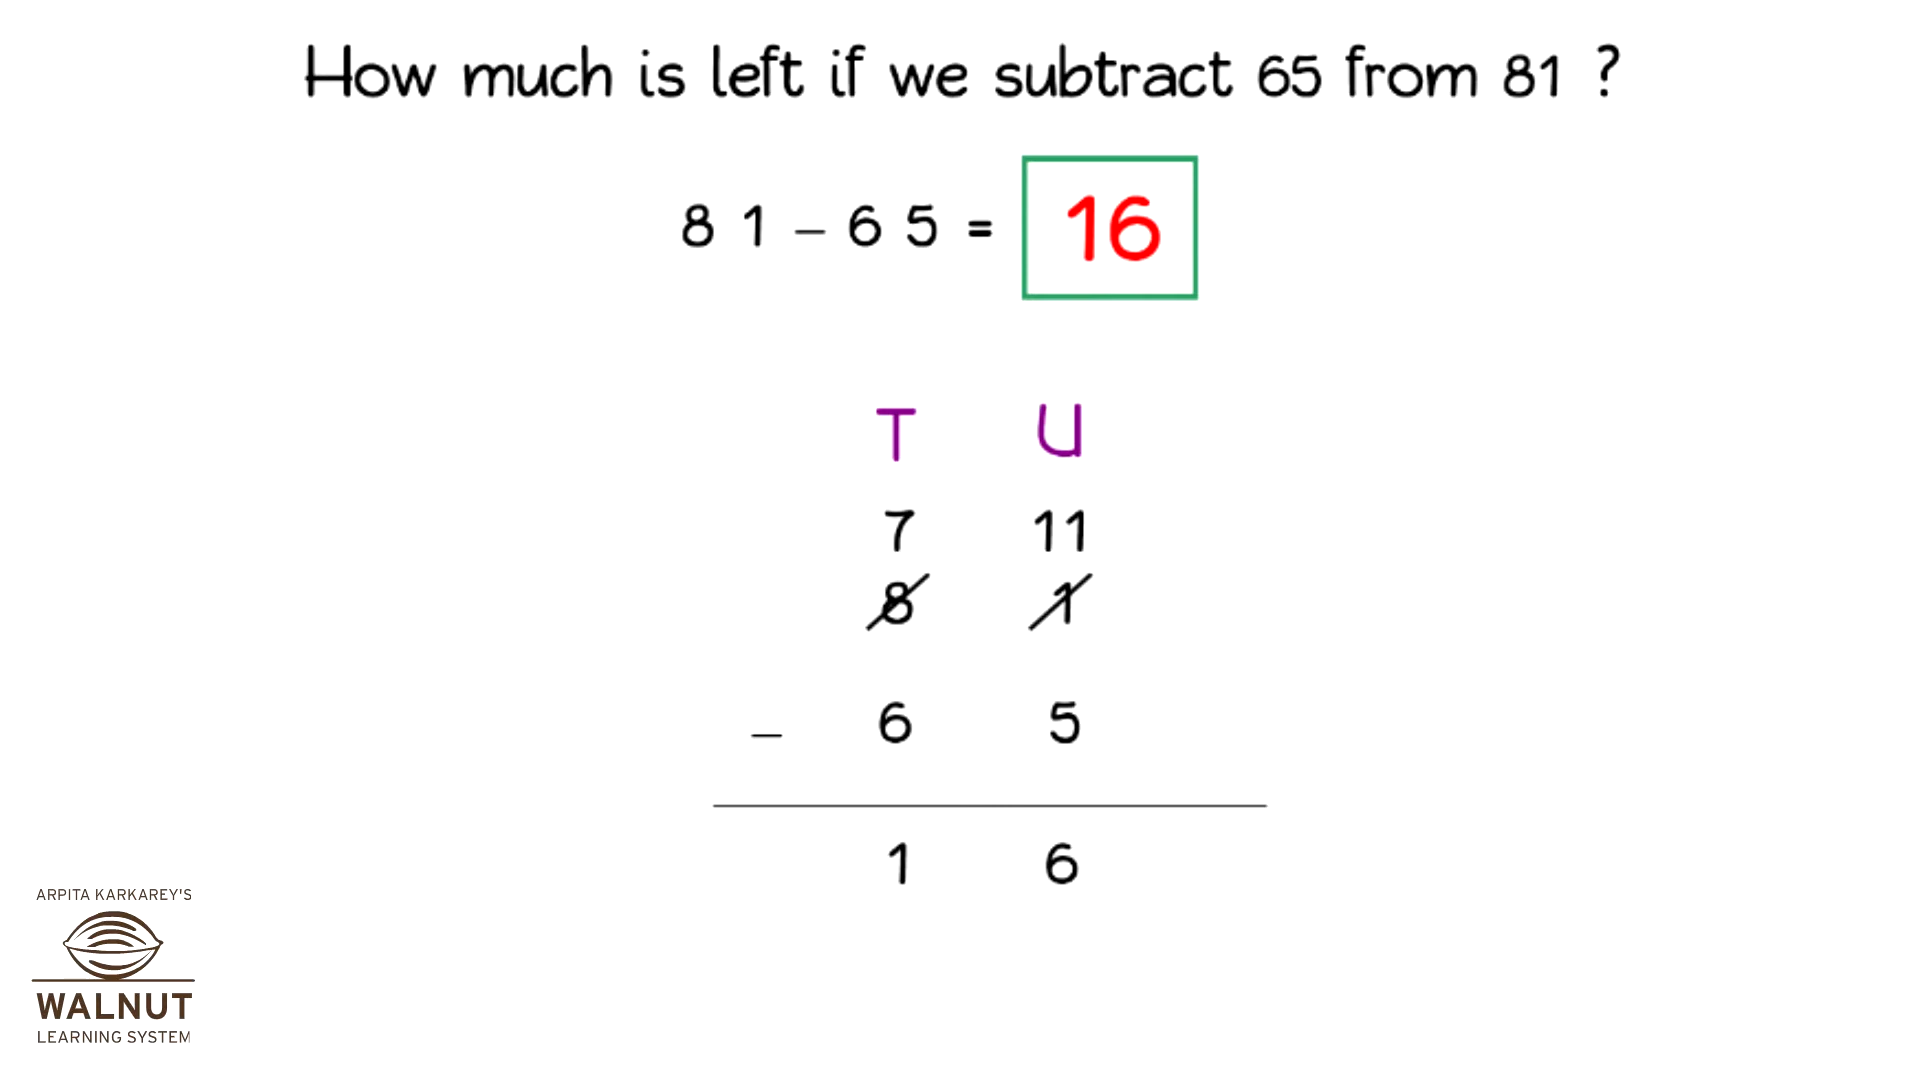 How much is left if we subtract 65 from 81 ?
8 1 – 6 5 = 16
T U
7 11
8 1
– 6 5
1 6
ARPITA KARKAREY'S
WALNUT
LEARNING SYSTEM